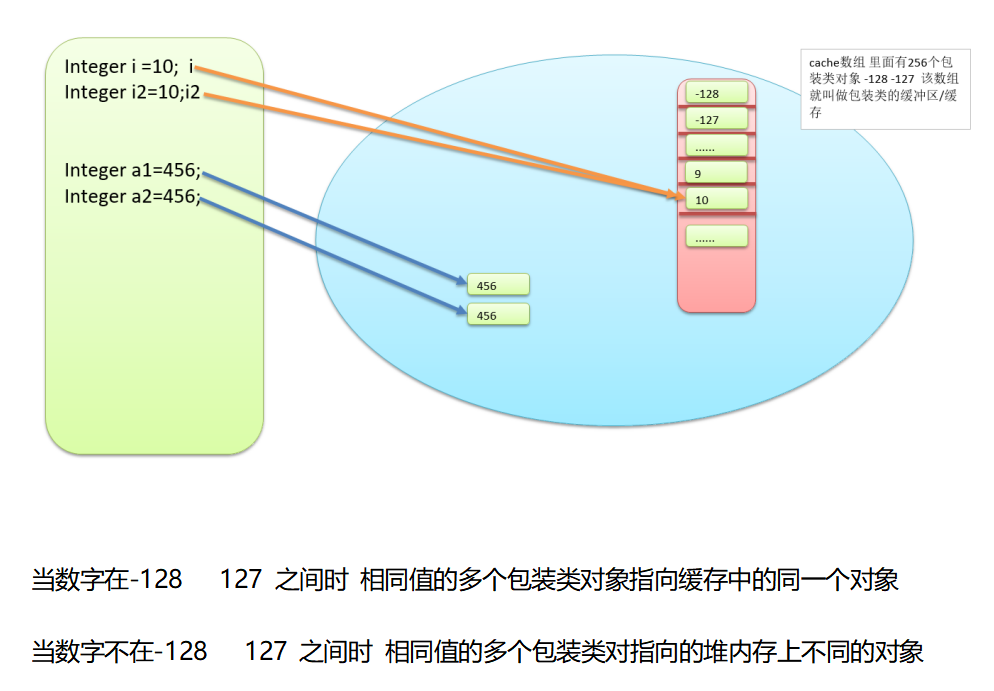 Integer i =10;  i
Integer i2=10;i2
Integer a1=456;
Integer a2=456;
456
456
-128
-127
......
9
10
......
cache数组 里面有256个包
装类对象 -128 -127  该数组
就叫做包装类的缓冲区/缓
存
当数字在-128     127  之间时  相同值的多个包装类对象指向缓存中的同一个对象
当数字不在-128     127  之间时  相同值的多个包装类对指向的堆内存上不同的对象